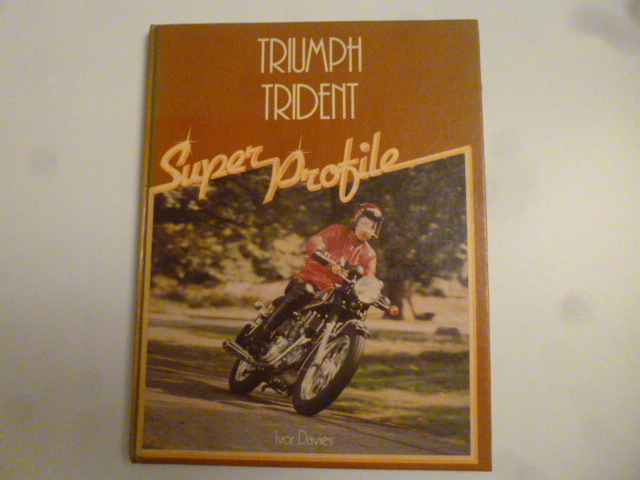 TRIUMPH
TRIDENT
Super Profile
Ivor Davies